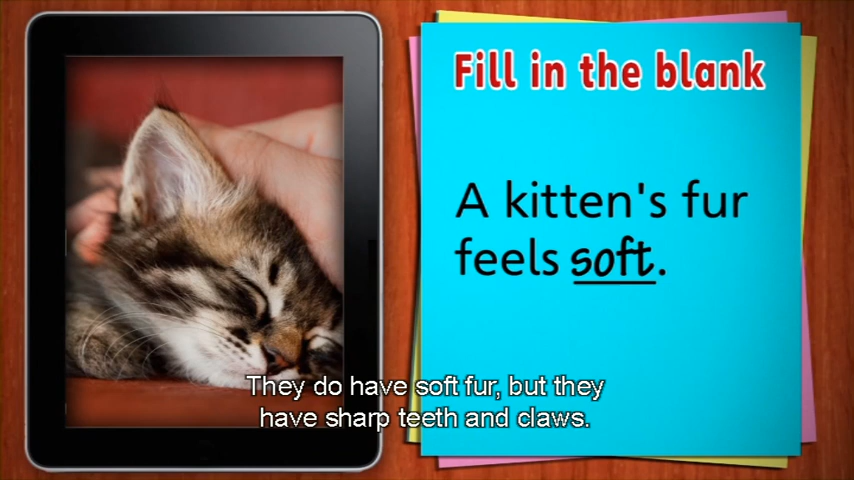 Fill in the blank
A kitten's fur
feels soft.
They do have soft fur, but they
have sharp teeth and claws.